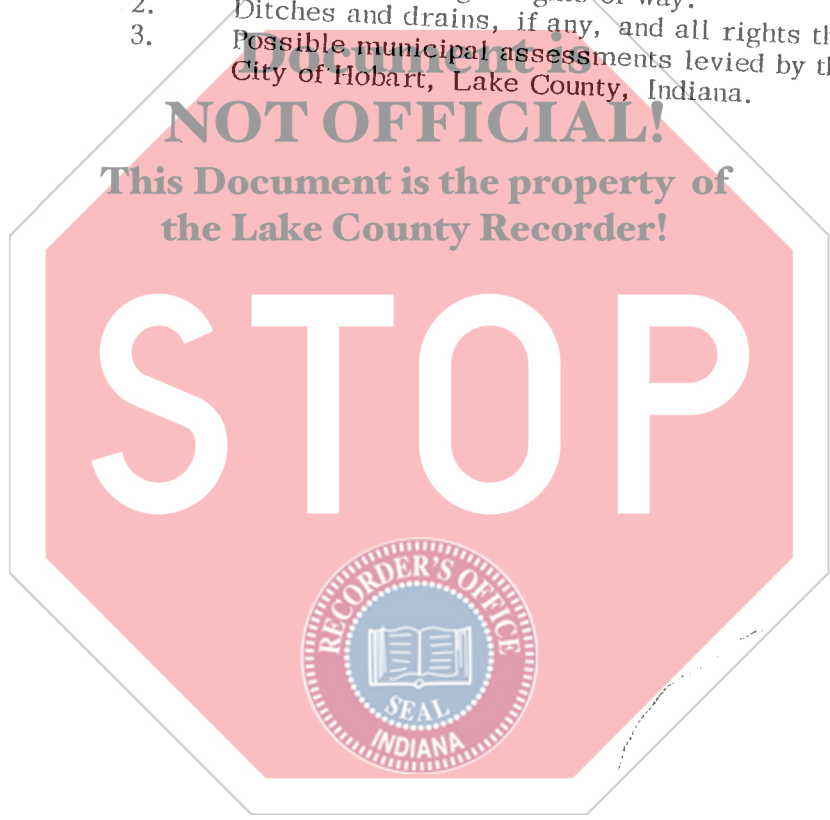 2. Ditches and drains, if any, and all rights
3. Possible municipal assessments levied by
City of Hobart, Lake County, Indiana.
Document is
NOT OFFICIAL!
This Document is the property of
the Lake County Recorder!
STOP
RECORDER'S OFFICE
SEAL
INDIANA